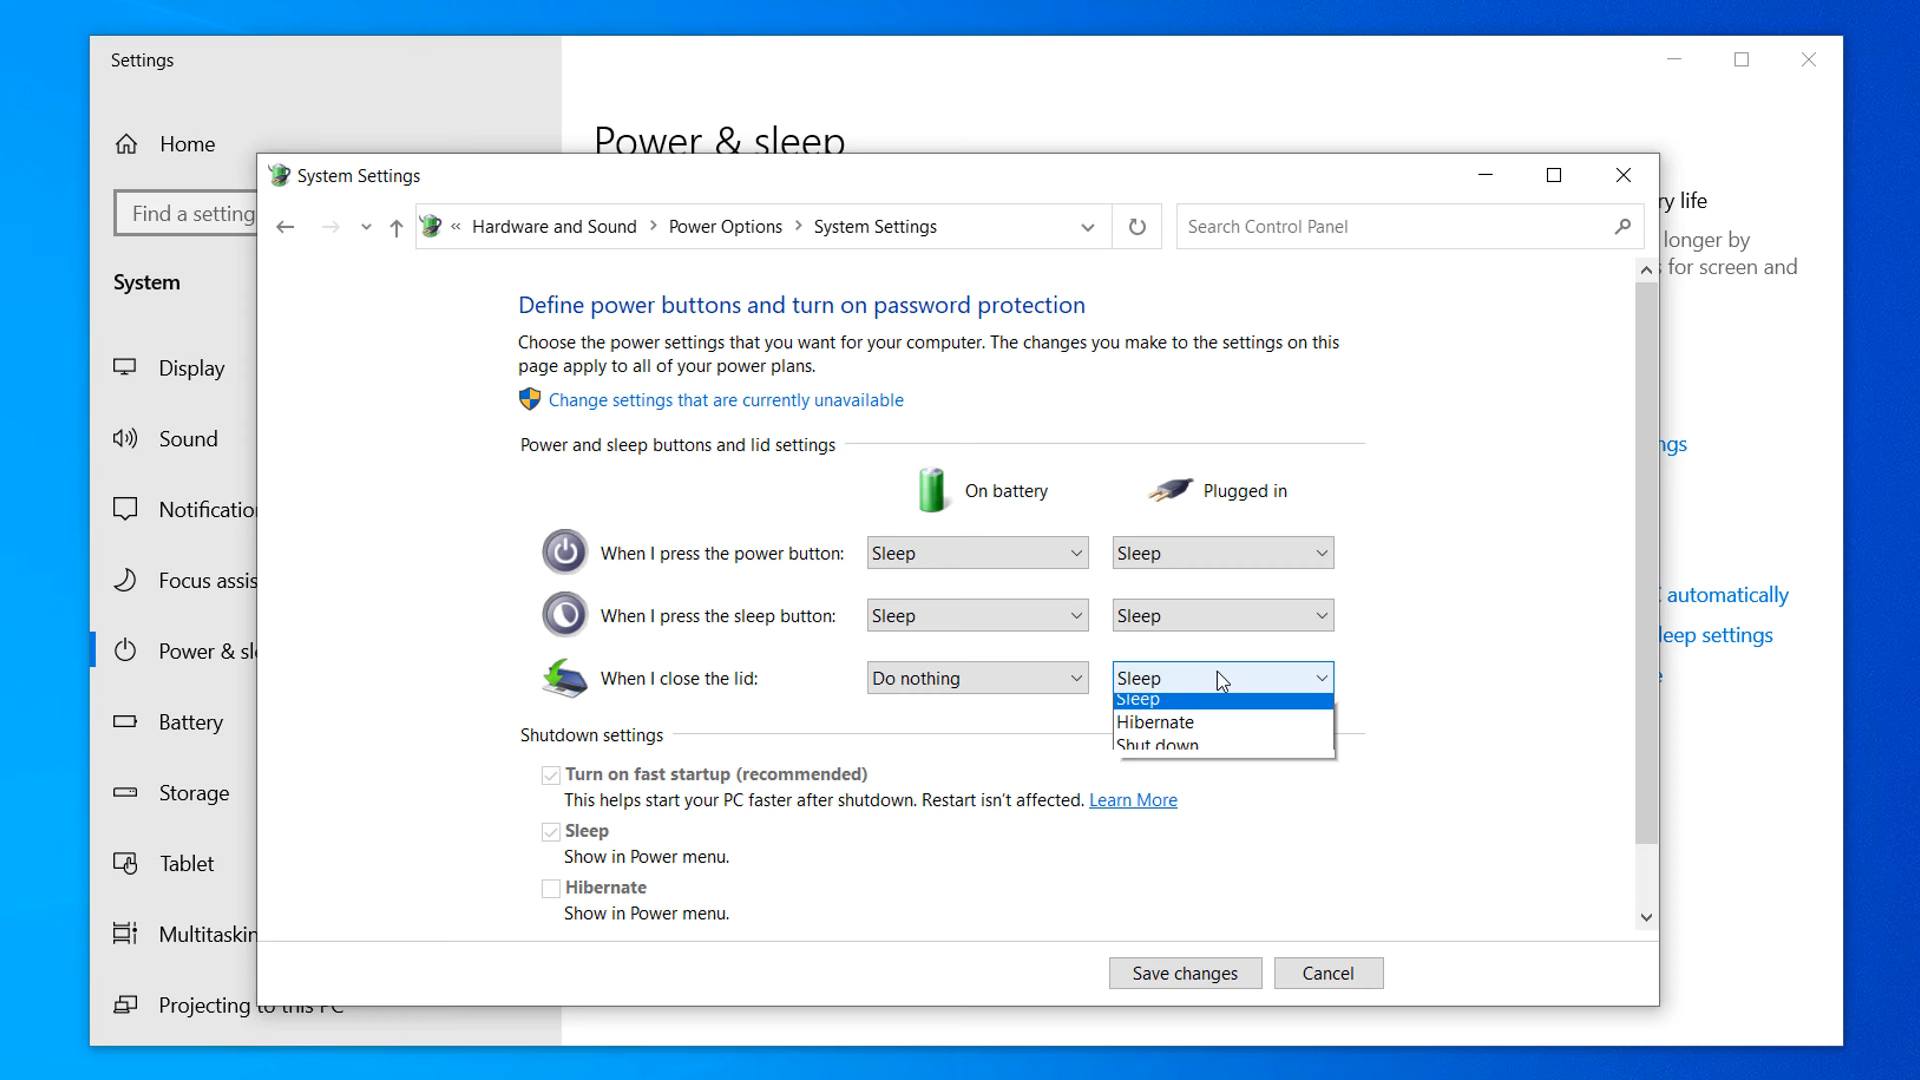 Settings
Home
Find a setting
System
Display
Sound
Notificatio
Focus assis
Power & sl
Battery
Storage
Tablet
Multitaskin
Projecting to this PC
Power & sleep
System Settings
« Hardware and Sound > Power Options > System Settings
Search Control Panel
Define power buttons and turn on password protection
Choose the power settings that you want for your computer. The changes you make to the settings on this
page apply to all of your power plans.
Change settings that are currently unavailable
Power and sleep buttons and lid settings
On battery Plugged in
When I press the power button: Sleep Sleep
When I press the sleep button: Sleep Sleep
When I close the lid: Do nothing Sleep
Sleep
Hibernate
Shut down
Shutdown settings
Turn on fast startup (recommended)
This helps start your PC faster after shutdown. Restart isn't affected. Learn More
Sleep
Show in Power menu.
Hibernate
Show in Power menu.
Save changes Cancel
ry life
longer by
s for screen and
ngs
automatically
leep settings